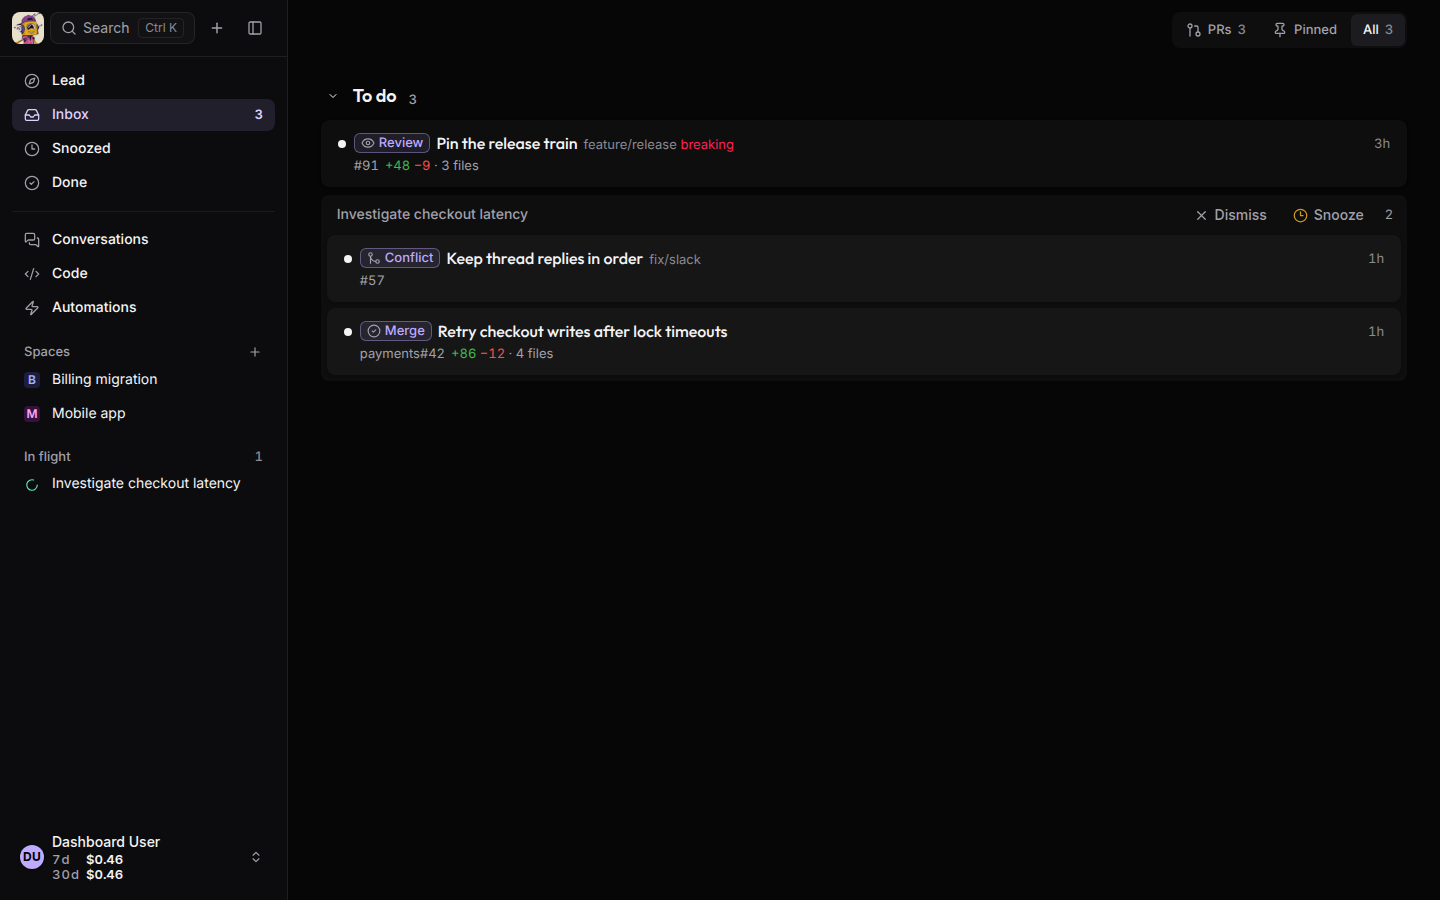 Search Ctrl K
PRs 3 Pinned All 3
Lead
Inbox 3
Snoozed
Done
Conversations
Code
Automations
Spaces
B Billing migration
M Mobile app
In flight 1
Investigate checkout latency
DU Dashboard User
7d $0.46
30d $0.46
To do 3
Review Pin the release train feature/release breaking 3h
#91 +48 −9 · 3 files
Investigate checkout latency Dismiss Snooze 2
Conflict Keep thread replies in order fix/slack 1h
#57
Merge Retry checkout writes after lock timeouts 1h
payments#42 +86 −12 · 4 files